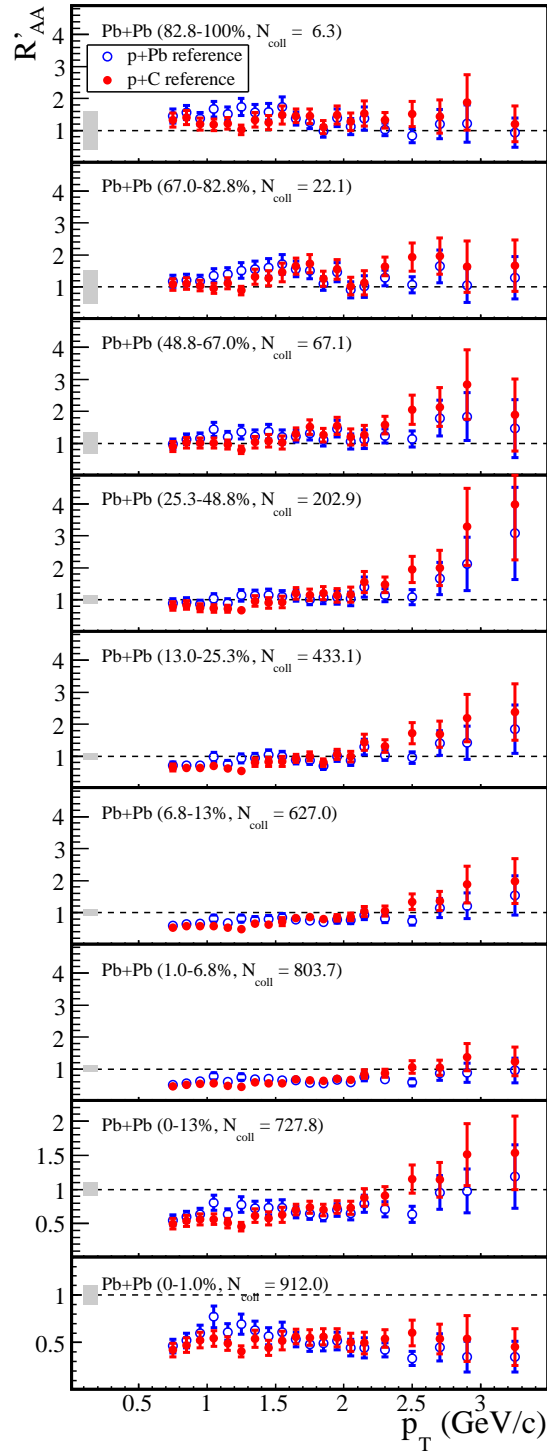 R'AA
Pb+Pb (82.8-100%, Ncoll = 6.3)
p+Pb reference
p+C reference
4
2
1
Pb+Pb (67.0-82.8%, Ncoll = 22.1)
4
3
2
1
Pb+Pb (48.8-67.0%, Ncoll = 67.1)
4
3
2
1
Pb+Pb (25.3-48.8%, Ncoll = 202.9)
4
3
2
1
Pb+Pb (13.0-25.3%, Ncoll = 433.1)
4
3
2
1
Pb+Pb (6.8-13%, Ncoll = 627.0)
4
3
2
1
Pb+Pb (1.0-6.8%, Ncoll = 803.7)
4
3
2
1
Pb+Pb (0-13%, Ncoll = 727.8)
2
1.5
1
0.5
Pb+Pb (0-1.0%, Ncoll = 912.0)
1
0.5
0.5 1 1.5 2 2.5 3
pT (GeV/c)